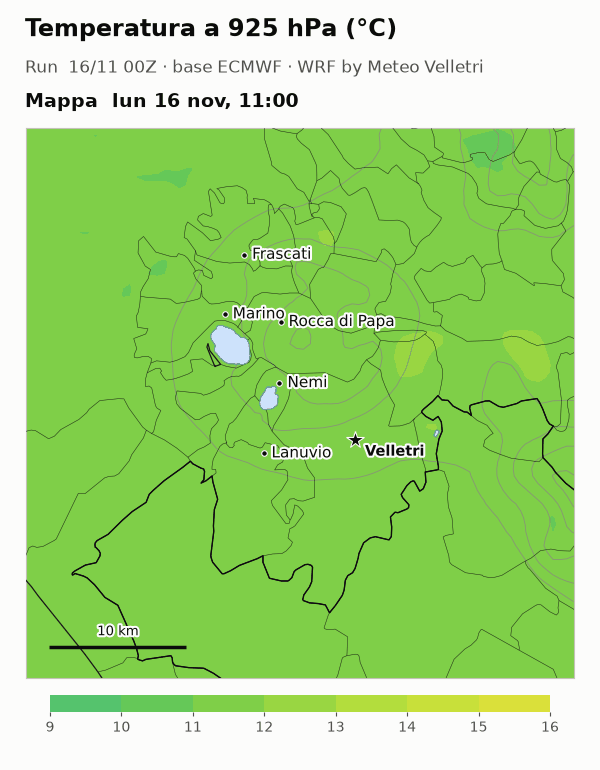 Temperatura a 925 hPa (°C)
Run  16/11 00Z · base ECMWF · WRF by Meteo Velletri
Mappa  lun 16 nov, 11:00
Frascati
Marino
Rocca di Papa
Nemi
Velletri
Lanuvio
10 km
9 10 11 12 13 14 15 16